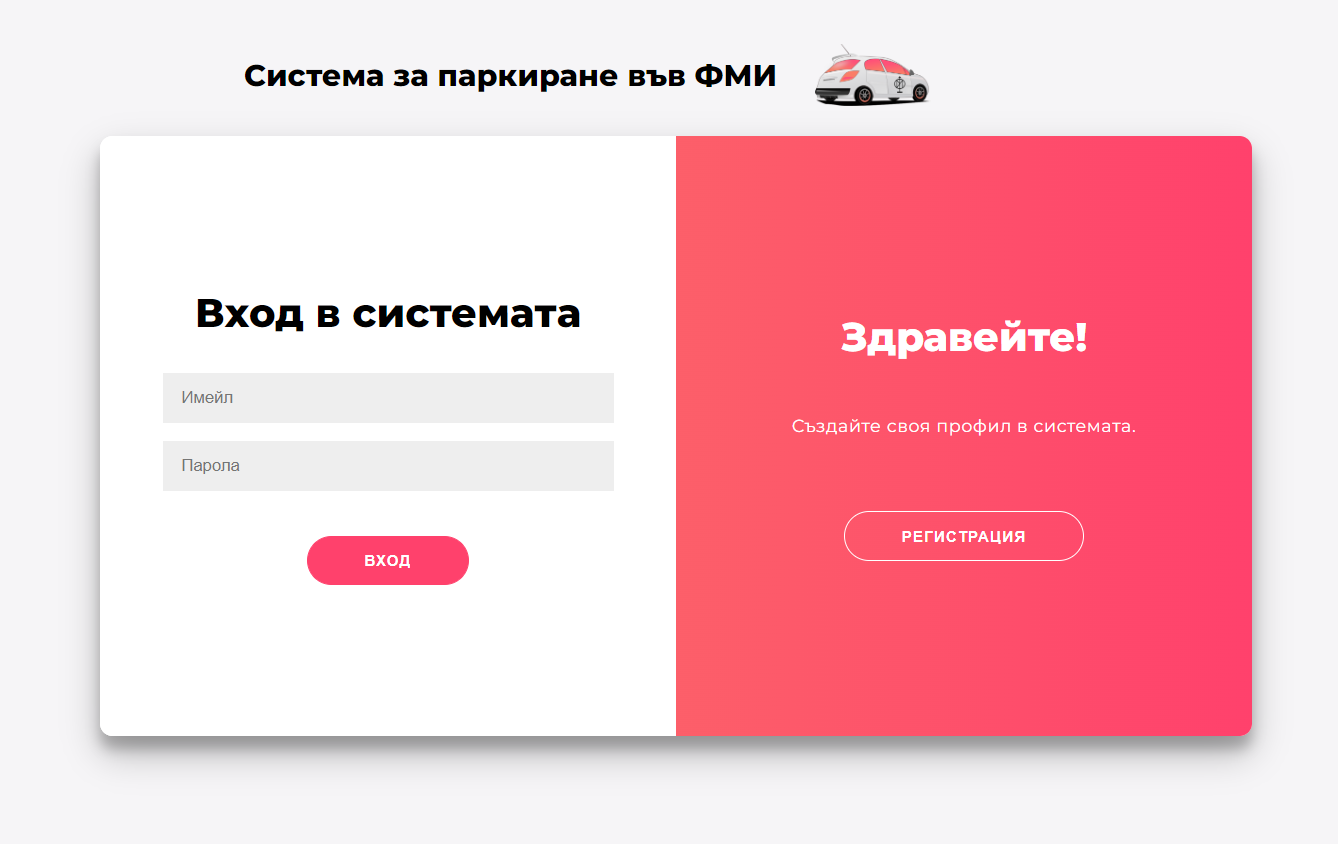 Система за паркиране във ФМИ
Вход в системата
Имейл
Парола
ВХОД
Здравейте!
Създайте своя профил в системата.
РЕГИСТРАЦИЯ